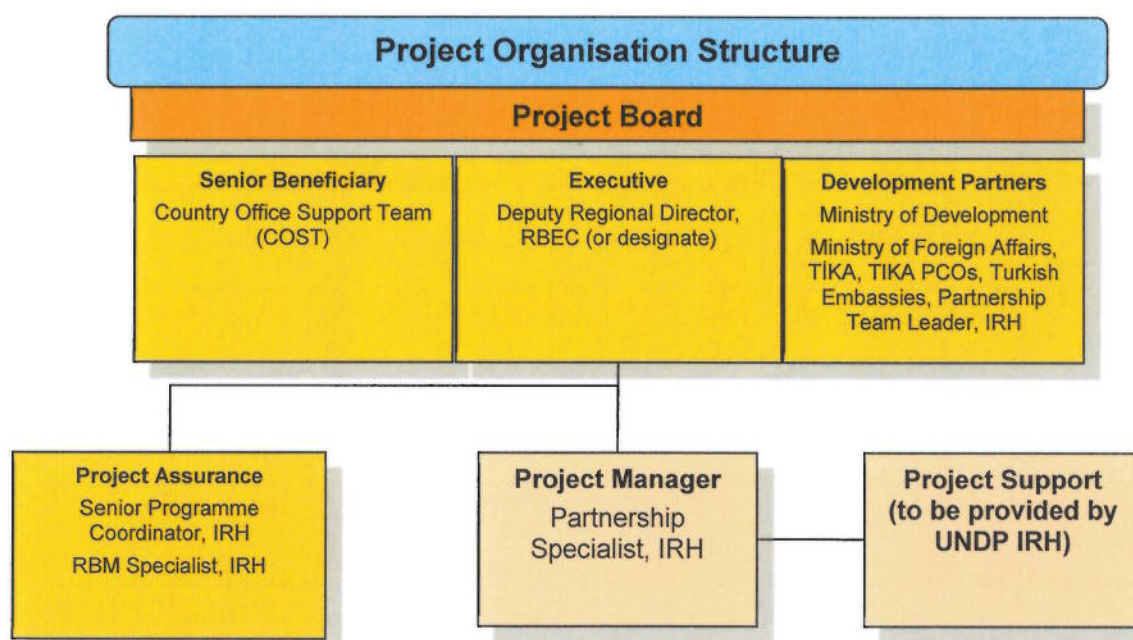 Project Organisation Structure
Project Board
Senior Beneficiary
Country Office Support Team
(COST)
Executive
Deputy Regional Director,
RBEC (or designate)
Development Partners
Ministry of Development
Ministry of Foreign Affairs,
TİKA, TIKA PCOs, Turkish
Embassies, Partnership
Team Leader, IRH
Project Assurance
Senior Programme
Coordinator, IRH
RBM Specialist, IRH
Project Manager
Partnership
Specialist, IRH
Project Support
(to be provided by
UNDP IRH)